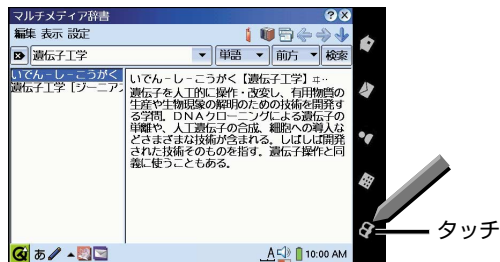 マルチメディア辞書
編集 表示 設定
遺伝子工学 単語 前方 検索
いでん-し-こうがく
遺伝子工学 [ジーニア
いでん‐し‐こうがく【遺伝子工学】ヰ‥
遺伝子を人工的に操作・改変し、有用物質の
生産や生物現象の解明のための技術を開発す
る学問。DNAクローニングによる遺伝子の
単離や、人工遺伝子の合成、細胞への導入な
どさまざまな技術が含まれる。しばしば開発
された技術そのものを指す。遺伝子操作と同
義に使うこともある。
タッチ
あ 10:00 AM